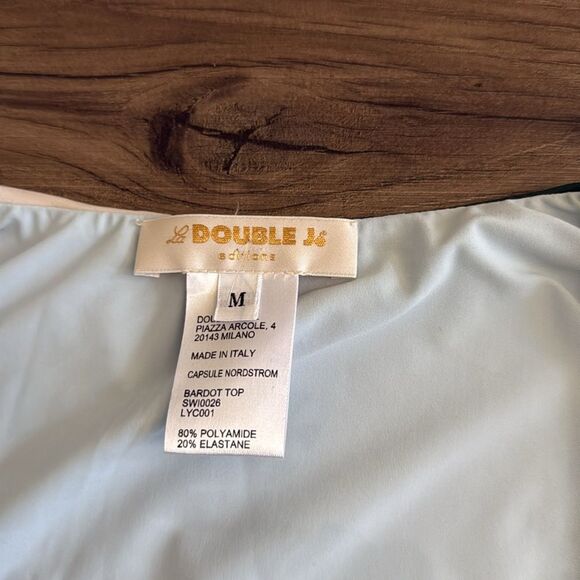 La DOUBLE J
EDITIONS
M
PIAZZA ARCOLE, 4
20143 MILANO
MADE IN ITALY
CAPSULE NORDSTROM
BARDOT TOP
SWI0026
LYC001
80% POLYAMIDE
20% ELASTANE